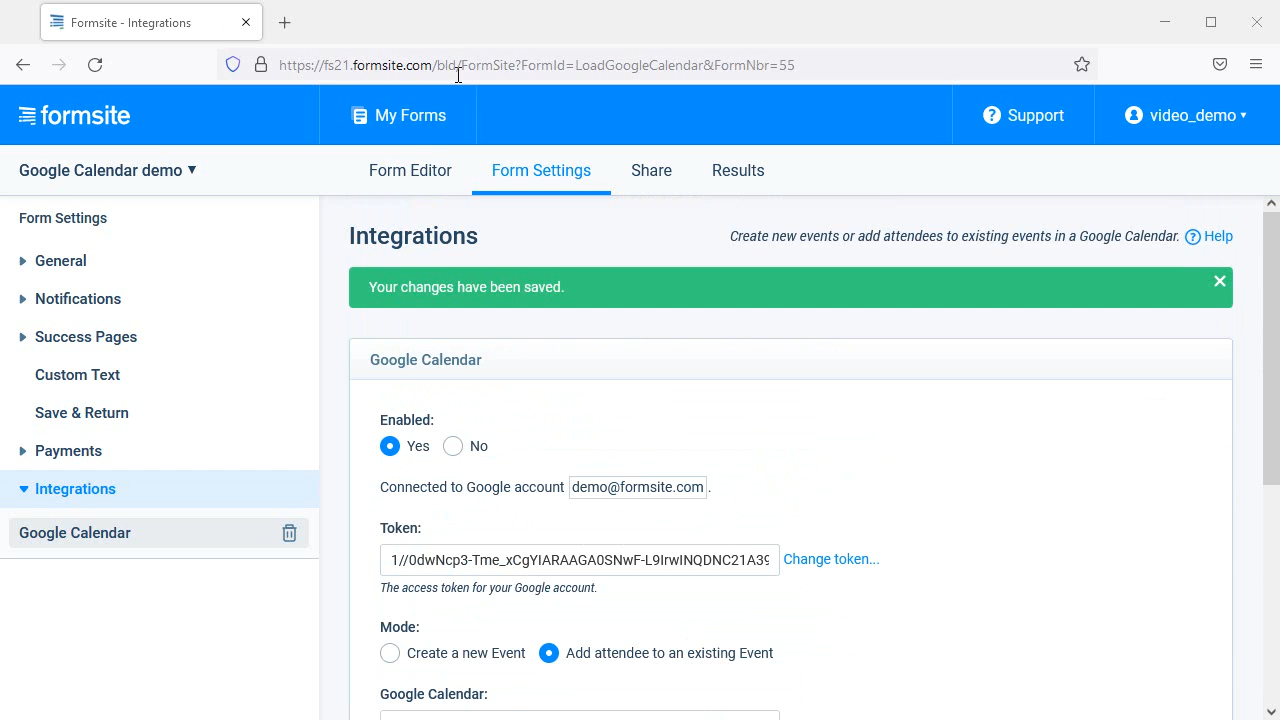 Formsite - Integrations
https://fs21.formsite.com/bld/FormSite?FormId=LoadGoogleCalendar&FormNbr=55
formsite
My Forms
Support
video_demo
Google Calendar demo
Form Editor
Form Settings
Share
Results
Form Settings
General
Notifications
Success Pages
Custom Text
Save & Return
Payments
Integrations
Google Calendar
Integrations
Create new events or add attendees to existing events in a Google Calendar.
Help
Your changes have been saved.
Google Calendar
Enabled:
Yes
No
Connected to Google account demo@formsite.com.
Token:
1//0dwNcp3-Tme_xCgYIARAAGA0SNwF-L9IrwINQDNC21A39
Change token...
The access token for your Google account.
Mode:
Create a new Event
Add attendee to an existing Event
Google Calendar: